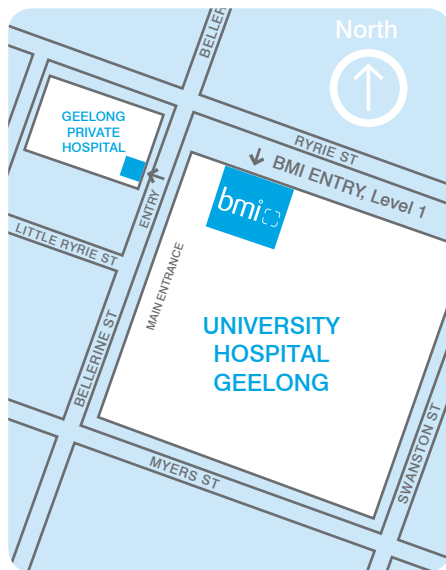 BELLER
North
GEELONG
PRIVATE
HOSPITAL
RYRIE ST
BMI ENTRY, Level 1
ENTRY
bmi
LITTLE RYRIE ST
MAIN ENTRANCE
UNIVERSITY
HOSPITAL
GEELONG
BELLERINE ST
MYERS ST
SWANSTON ST